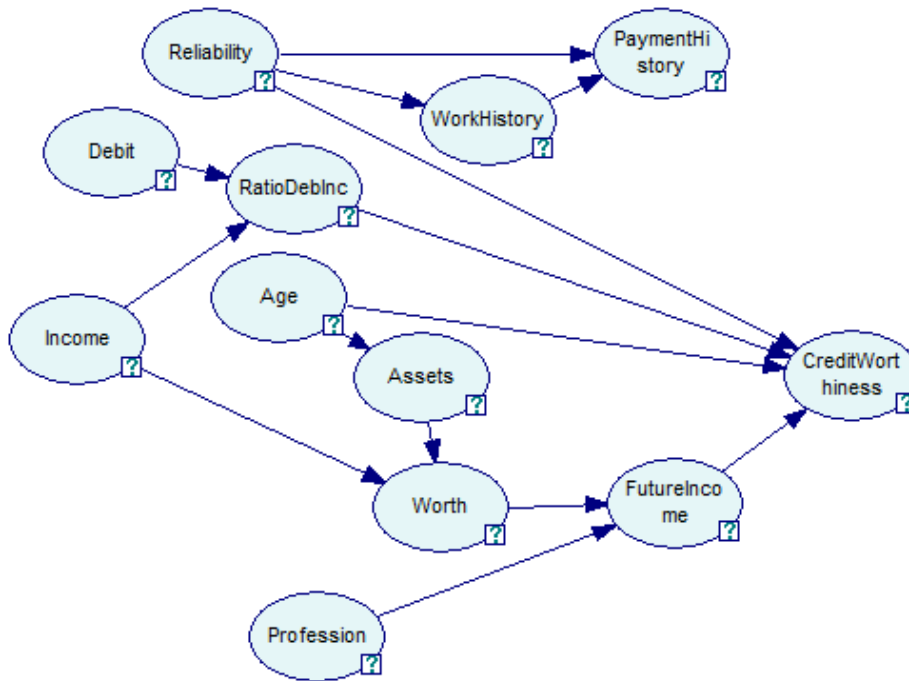 Reliability
?
PaymentHi
story
?
WorkHistory
?
Debit
?
RatioDebInc
?
Age
?
Income
?
Assets
?
CreditWort
hiness
?
Worth
?
FutureInco
me
?
Profession
?